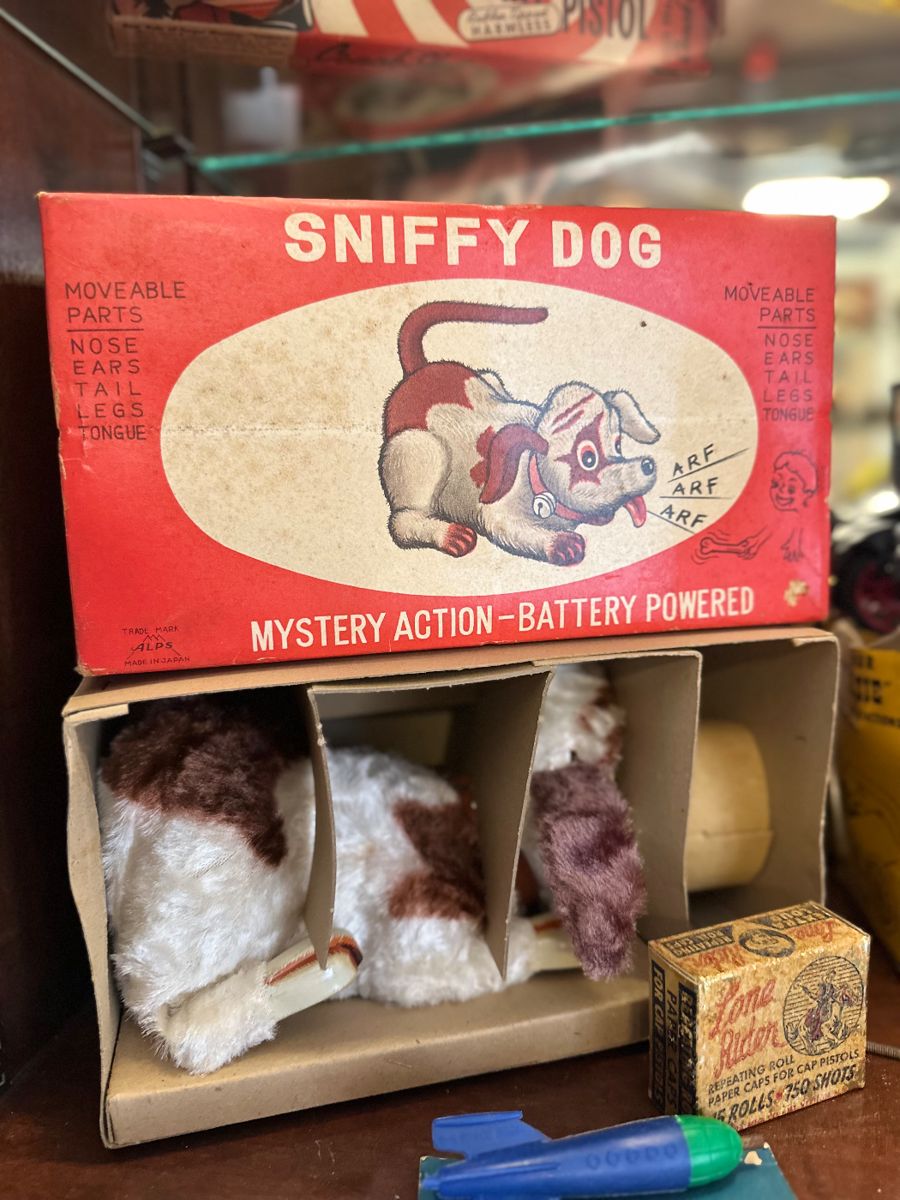 HARMLESS
PISTOL
SNIFFY DOG
MOVEABLE
PARTS
NOSE
EARS
TAIL
LEGS
TONGUE
MOVEABLE
PARTS
NOSE
EARS
TAIL
LEGS
TONGUE
ARF
ARF
ARF
MYSTERY ACTION-BATTERY POWERED
TRADE MARK
ALPS
MADE IN JAPAN
Lone
Rider
REPEATING ROLL
PAPER CAPS FOR CAP PISTOLS
15 ROLLS 750 SHOTS